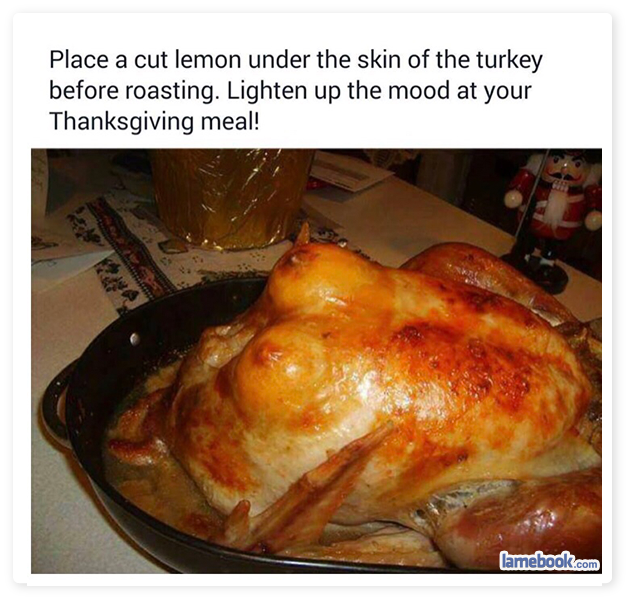 Place a cut lemon under the skin of the turkey
before roasting. Lighten up the mood at your
Thanksgiving meal!
lamebook.com